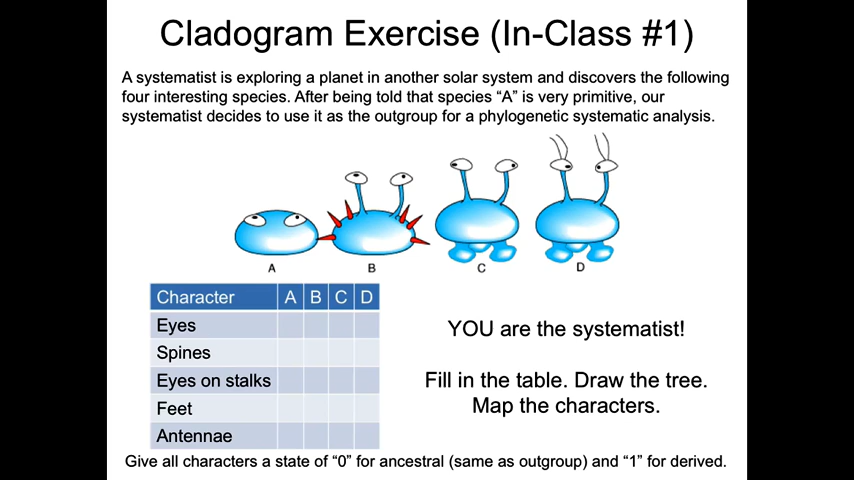 Cladogram Exercise (In-Class #1)
A systematist is exploring a planet in another solar system and discovers the following
four interesting species. After being told that species “A” is very primitive, our
systematist decides to use it as the outgroup for a phylogenetic systematic analysis.
A B C D
Character A B C D
Eyes
Spines
Eyes on stalks
Feet
Antennae
YOU are the systematist!
Fill in the table. Draw the tree.
Map the characters.
Give all characters a state of “0” for ancestral (same as outgroup) and “1” for derived.